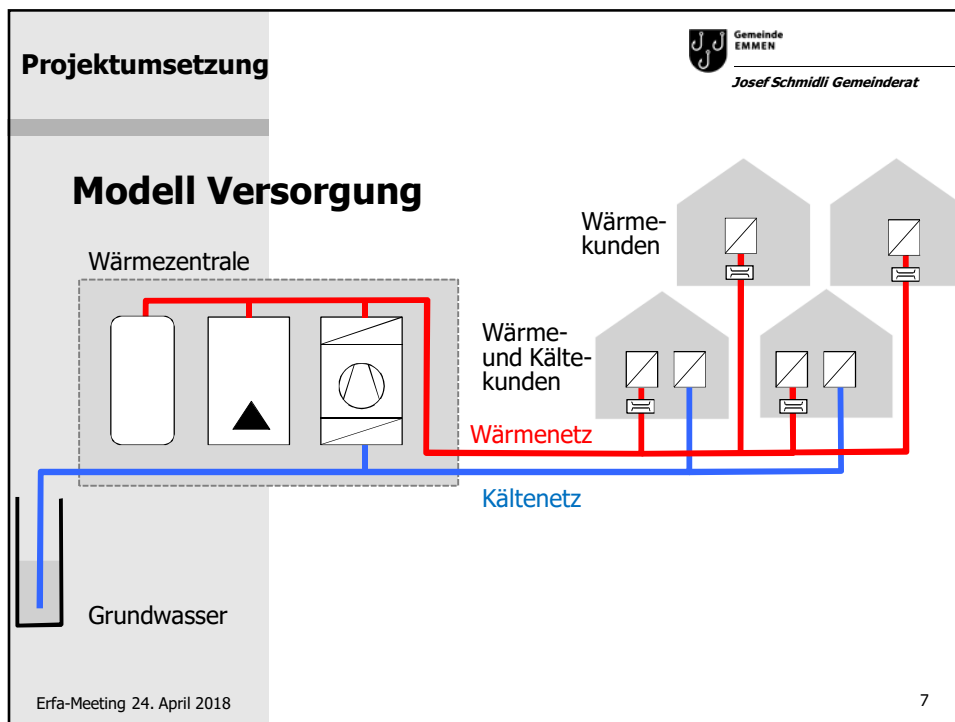 Projektumsetzung
Gemeinde
EMMEN
Josef Schmidli Gemeinderat
Modell Versorgung
Wärmezentrale
Wärme-
kunden
Wärme-
und Kälte-
kunden
Wärmenetz
Kältenetz
Grundwasser
Erfa-Meeting 24. April 2018
7